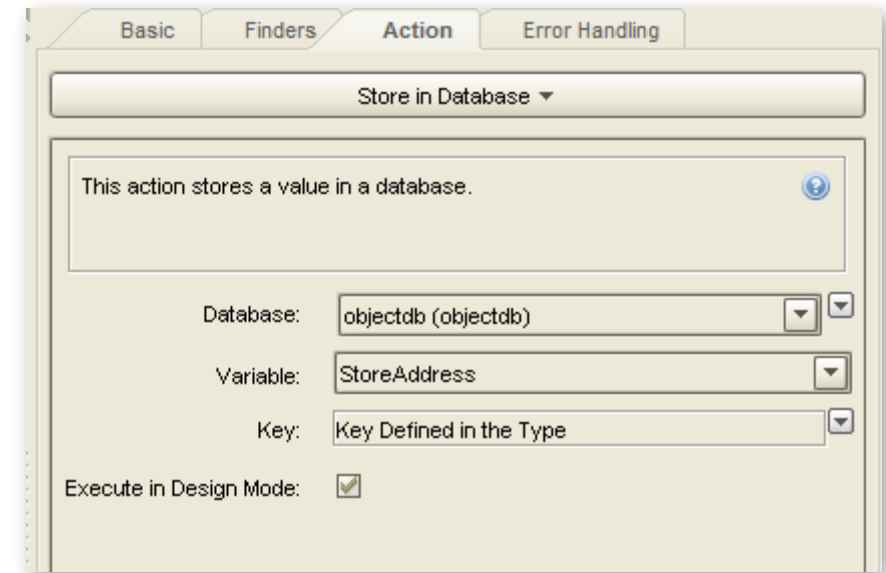 Basic Finders Action Error Handling
Store in Database
This action stores a value in a database.
Database: objectdb (objectdb)
Variable: StoreAddress
Key: Key Defined in the Type
Execute in Design Mode: